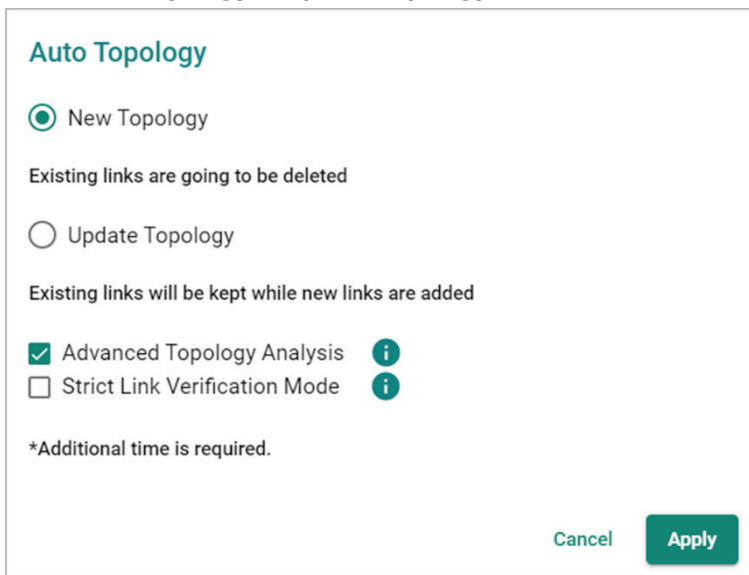 Auto Topology
New Topology
Existing links are going to be deleted
Update Topology
Existing links will be kept while new links are added
Advanced Topology Analysis
Strict Link Verification Mode
*Additional time is required.
Cancel Apply